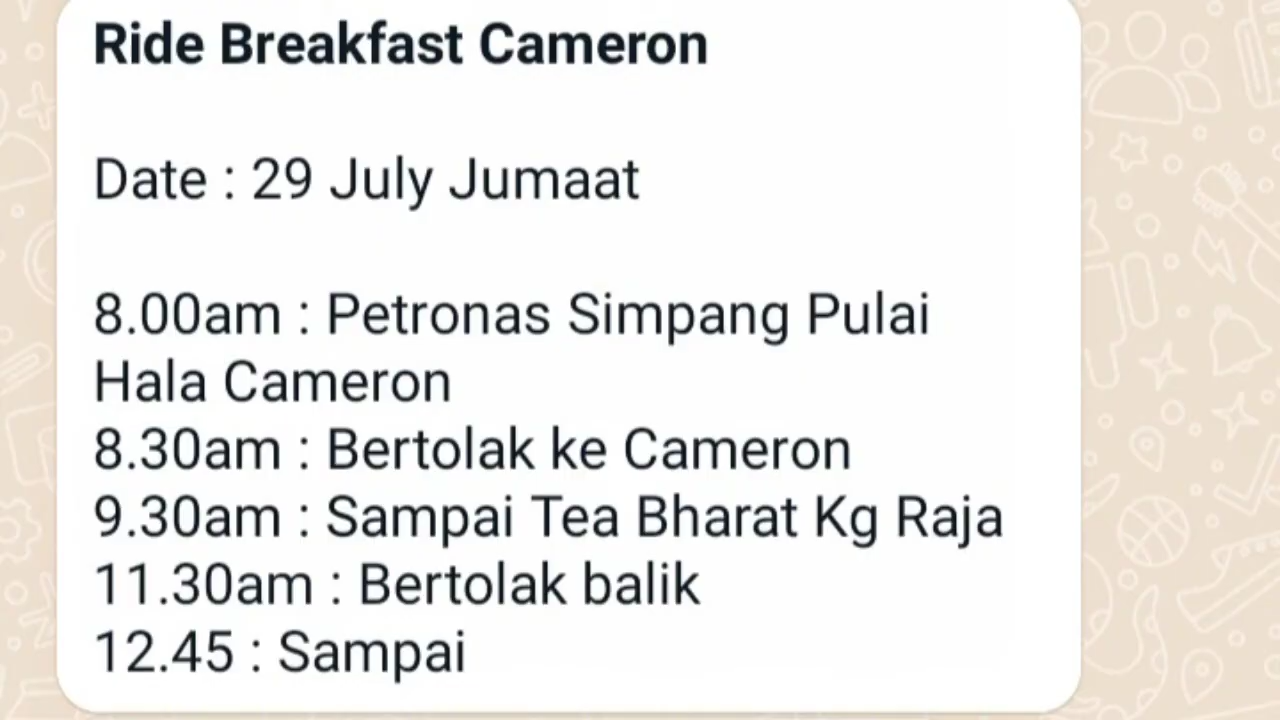 Ride Breakfast Cameron
Date : 29 July Jumaat
8.00am : Petronas Simpang Pulai
Hala Cameron
8.30am : Bertolak ke Cameron
9.30am : Sampai Tea Bharat Kg Raja
11.30am : Bertolak balik
12.45 : Sampai